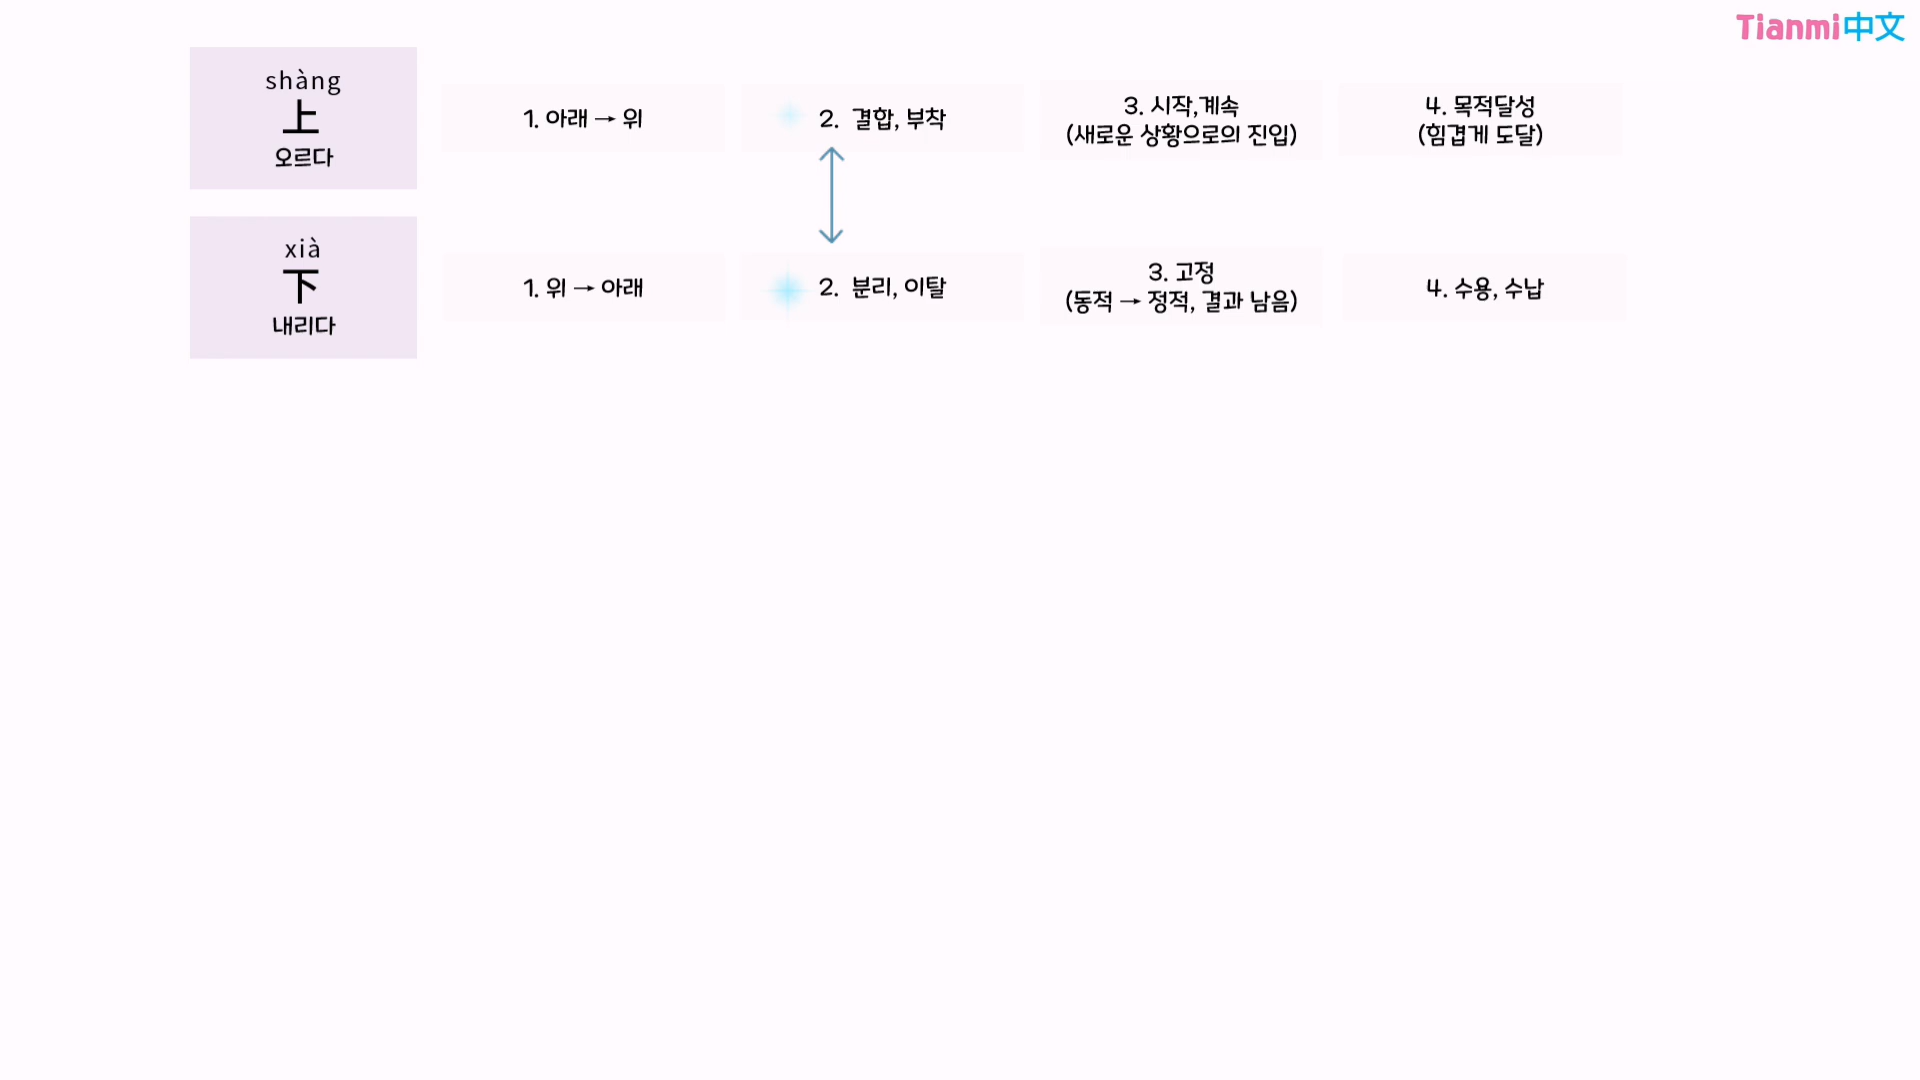 Tianmi中文
shàng
上
오르다
1. 아래 → 위
2. 결합, 부착
3. 시작,계속
(새로운 상황으로의 진입)
4. 목적달성
(힘겹게 도달)
xià
下
내리다
1. 위 → 아래
2. 분리, 이탈
3. 고정
(동적 → 정적, 결과 남음)
4. 수용, 수납